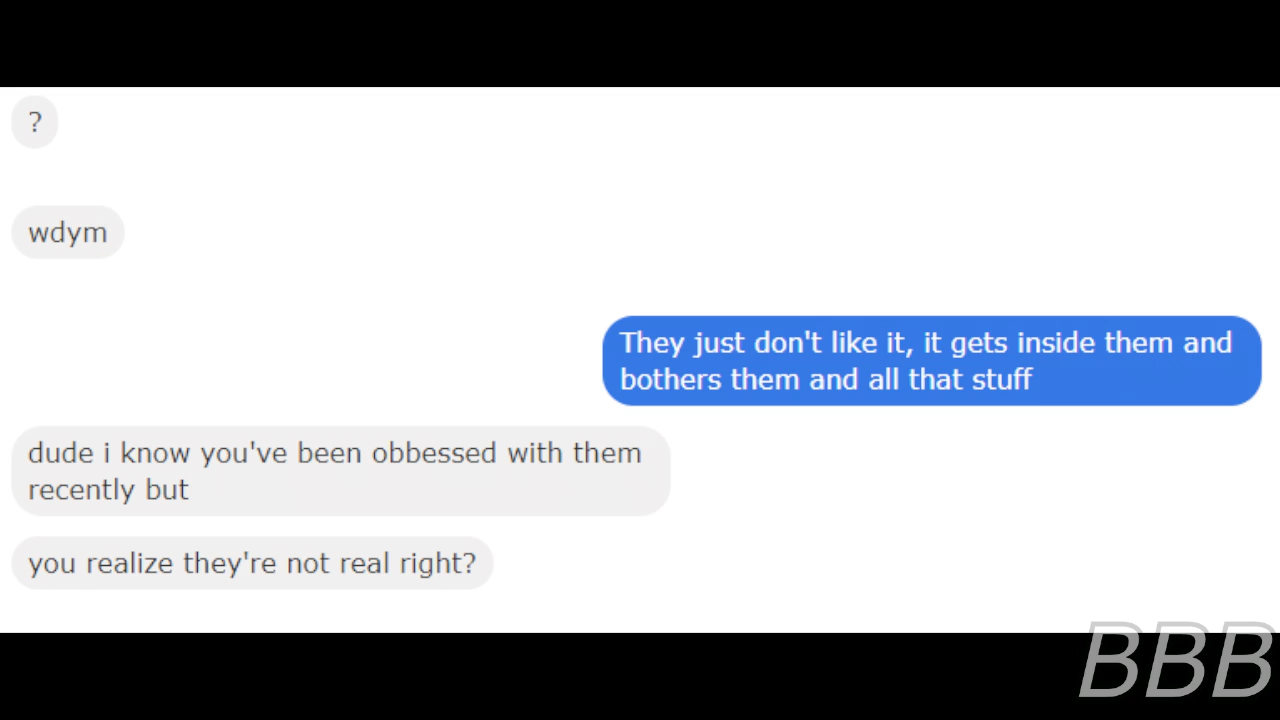 ?
wdym
They just don't like it, it gets inside them and
bothers them and all that stuff
dude i know you've been obbessed with them
recently but
you realize they're not real right?
BBB